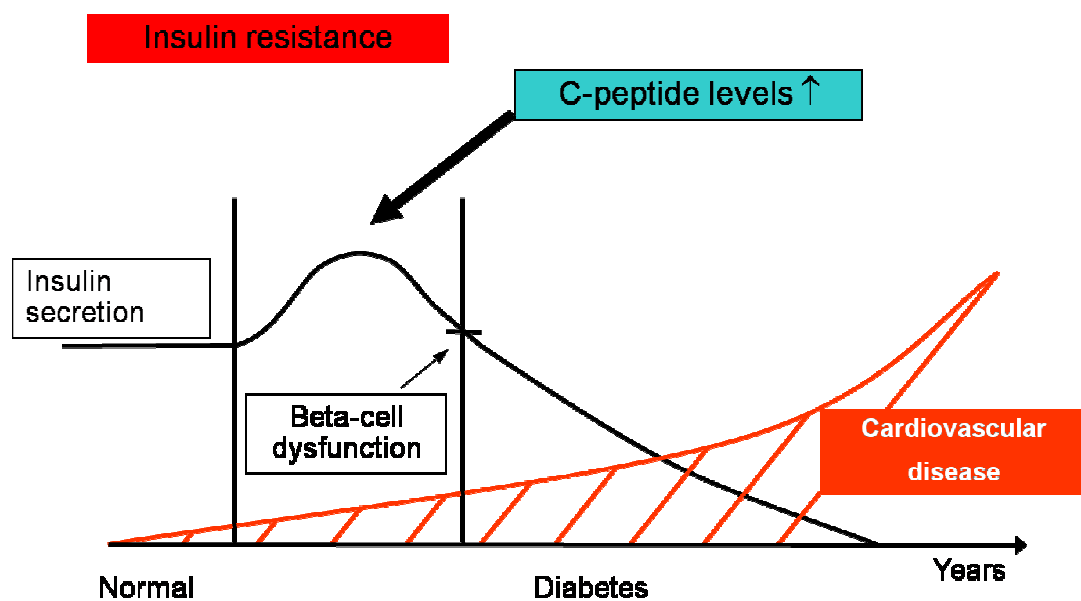 Insulin resistance
C-peptide levels ↑
Insulin
secretion
Beta-cell
dysfunction
Cardiovascular
disease
Years
Normal
Diabetes